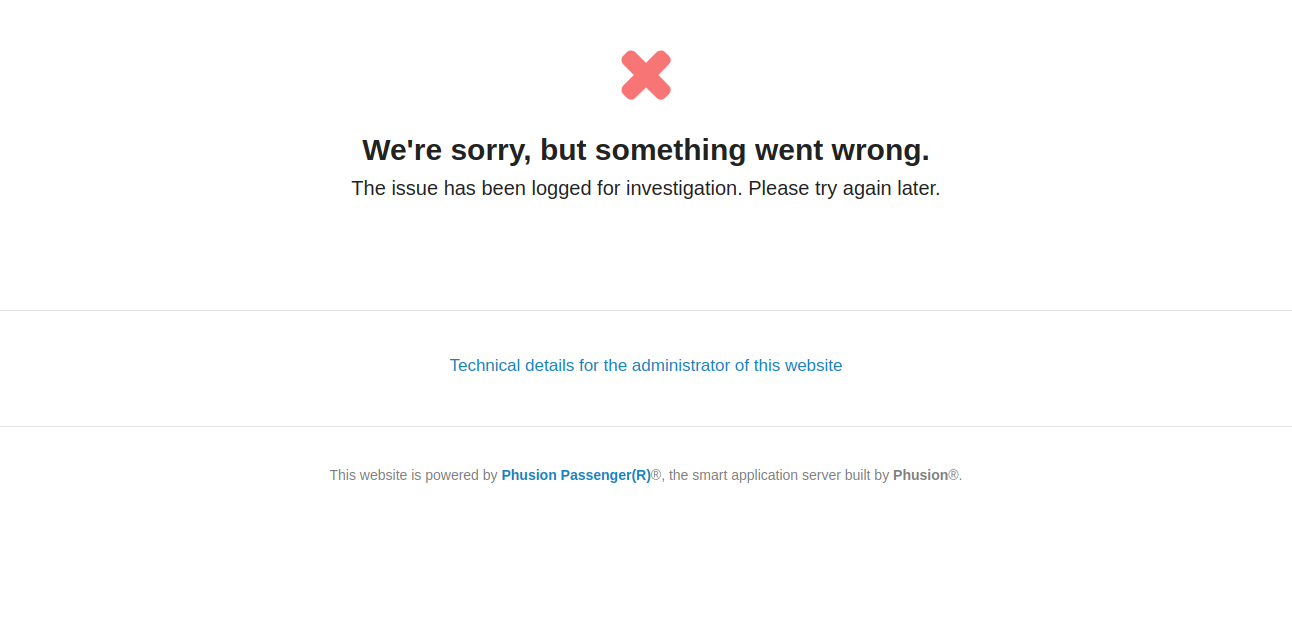 We're sorry, but something went wrong.
The issue has been logged for investigation. Please try again later.
Technical details for the administrator of this website
This website is powered by Phusion Passenger(R)®, the smart application server built by Phusion®.